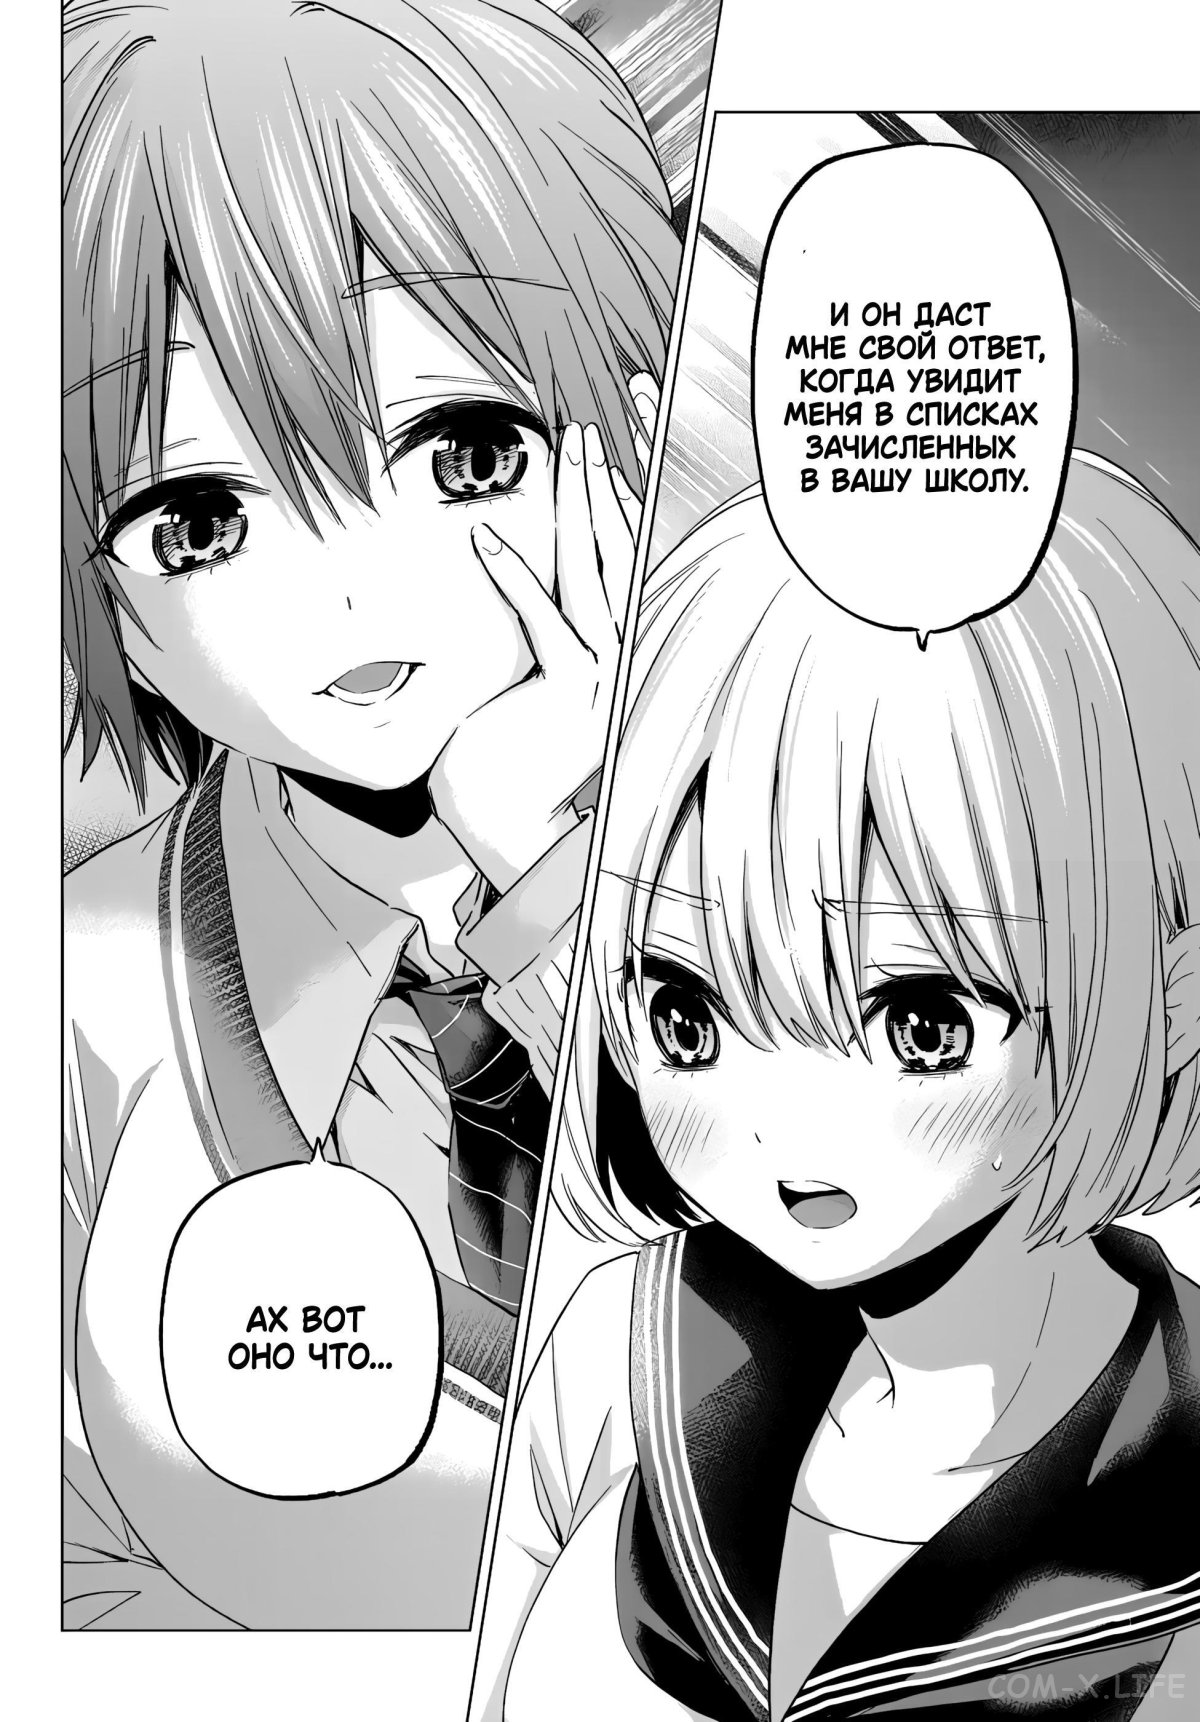 И ОН ДАСТ
МНЕ СВОЙ ОТВЕТ,
КОГДА УВИДИТ
МЕНЯ В СПИСКАХ
ЗАЧИСЛЕННЫХ
В ВАШУ ШКОЛУ.
АХ ВОТ
ОНО ЧТО...
COM-X.LIFE